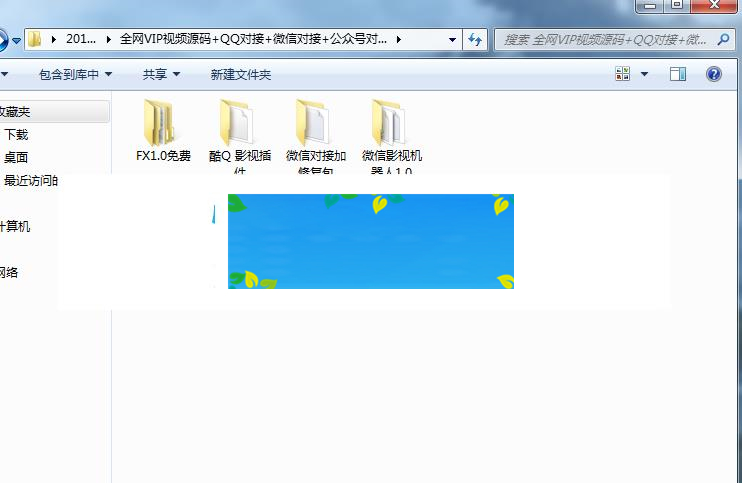 201...
全网VIP视频源码+QQ对接+微信对接+公众号对...
搜索 全网VIP视频源码+QQ对接+微...
包含到库中
共享
新建文件夹
收藏夹
下载
桌面
最近访问的
计算机
网络
FX1.0免费
酷Q 影视插
件
微信对接加
修复包
微信影视机
器人1.0